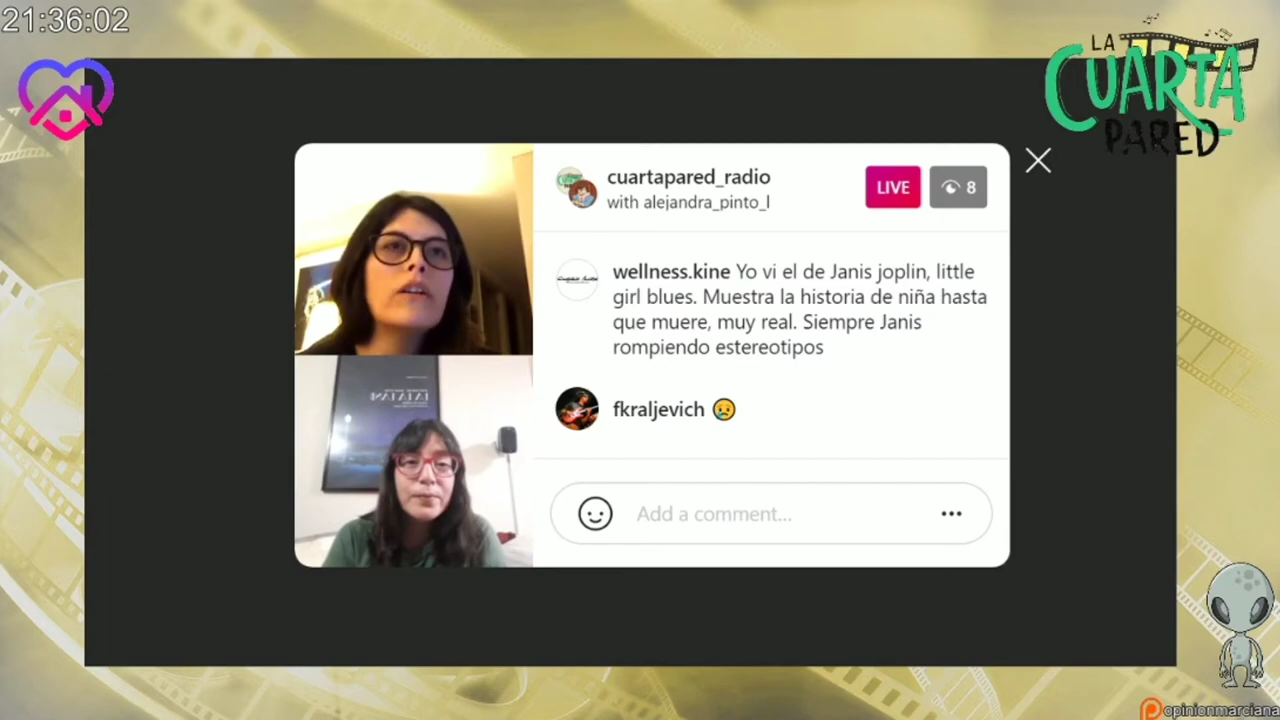 21:36:02
LA
CUARTA
PARED
cuartapared_radio
with alejandra_pinto_l
LIVE
8
wellness.kine Yo vi el de Janis joplin, little
girl blues. Muestra la historia de niña hasta
que muere, muy real. Siempre Janis
rompiendo estereotipos
fkraljevich 😢
Add a comment...
opinionmarciana